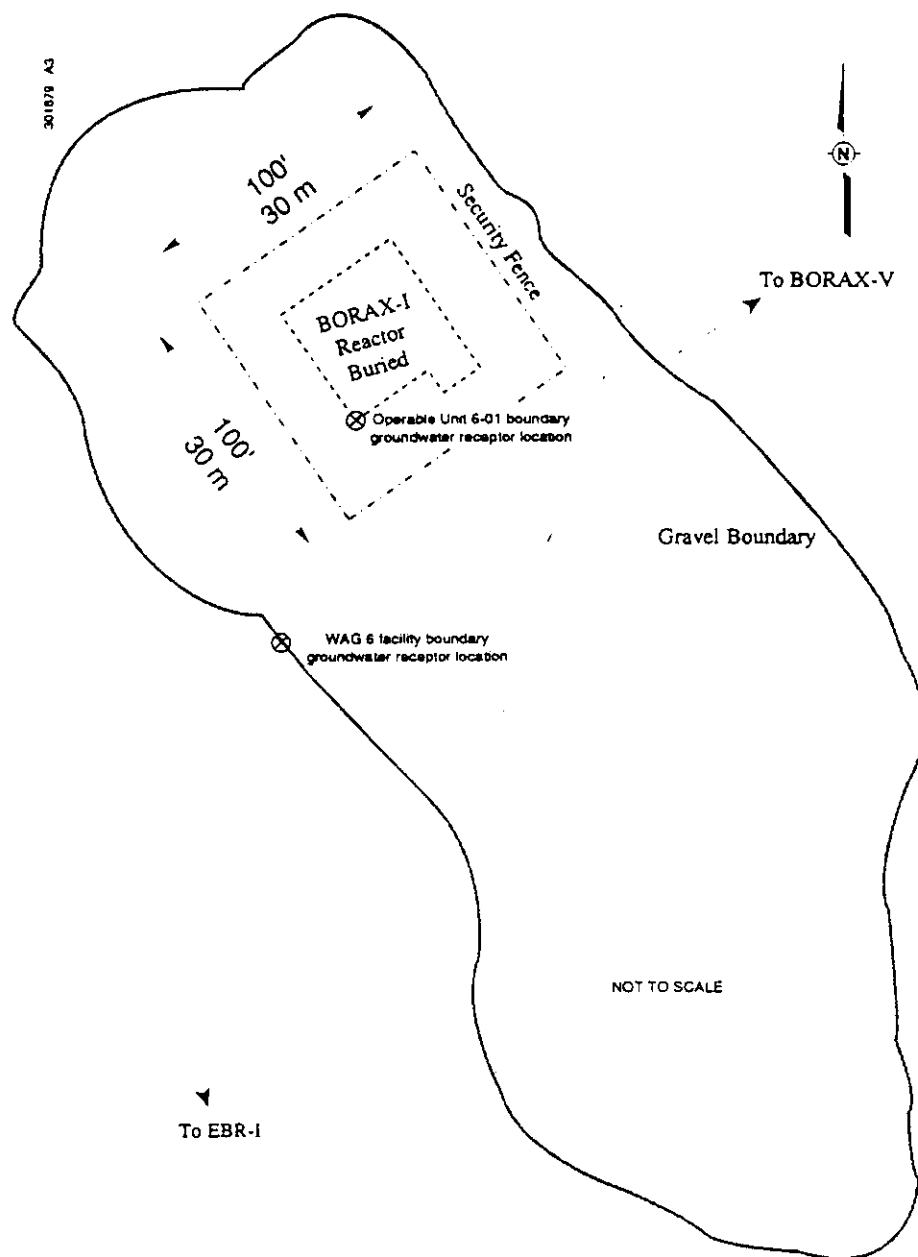 301679 A3
100'
30 m
Security Fence
N
To BORAX-V
BORAX-I
Reactor
Buried
Operable Unit 6-01 boundary
groundwater receptor location
100'
30 m
Gravel Boundary
WAG 6 facility boundary
groundwater receptor location
NOT TO SCALE
To EBR-I